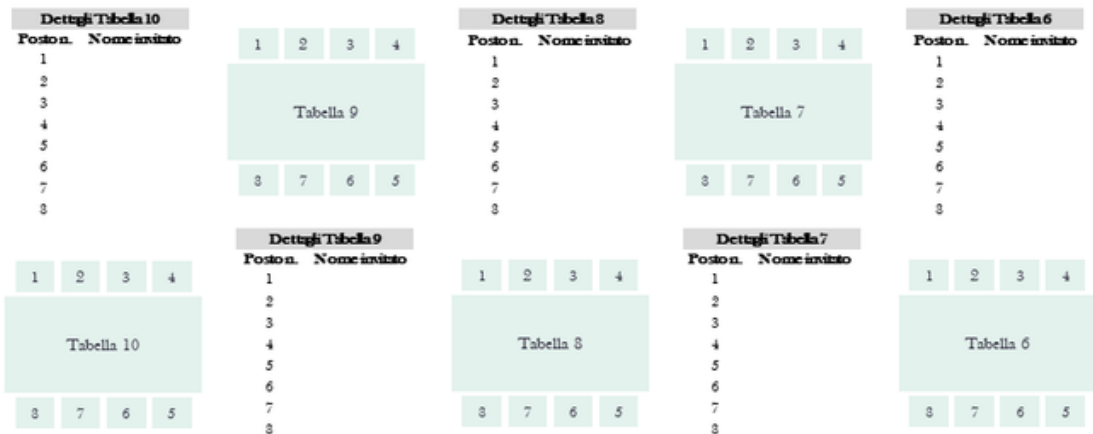 Dettagli Tabella 10
Posto n. Nome invitato
1
2
3
4
5
6
7
8
1 2 3 4
Tabella 10
8 7 6 5
1 2 3 4
Tabella 9
8 7 6 5
Dettagli Tabella 9
Posto n. Nome invitato
1
2
3
4
5
6
7
8
Dettagli Tabella 8
Posto n. Nome invitato
1
2
3
4
5
6
7
8
1 2 3 4
Tabella 8
8 7 6 5
1 2 3 4
Tabella 7
8 7 6 5
Dettagli Tabella 7
Posto n. Nome invitato
1
2
3
4
5
6
7
8
Dettagli Tabella 6
Posto n. Nome invitato
1
2
3
4
5
6
7
8
1 2 3 4
Tabella 6
8 7 6 5